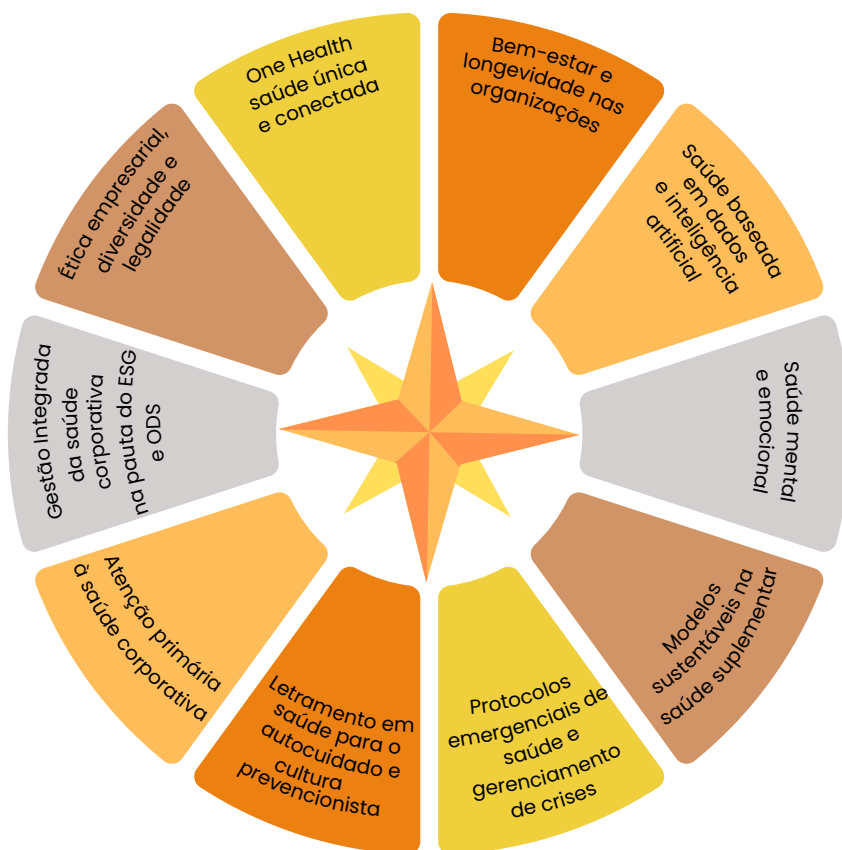 Bem-estar e
longevidade nas
organizações
Saúde baseada
em dados
e inteligência
artificial
Saúde mental
e emocional
Modelos
sustentáveis na
saúde suplementar
Protocolos
emergenciais de
saúde e
gerenciamento
de crises
Letramento em
saúde para o
autocuidado e
cultura
prevencionista
Atenção primária
à saúde corporativa
Gestão Integrada
da saúde
corporativa
na pauta do ESG
e ODS
Ética empresarial,
diversidade e
legalidade
One Health
saúde única
e conectada